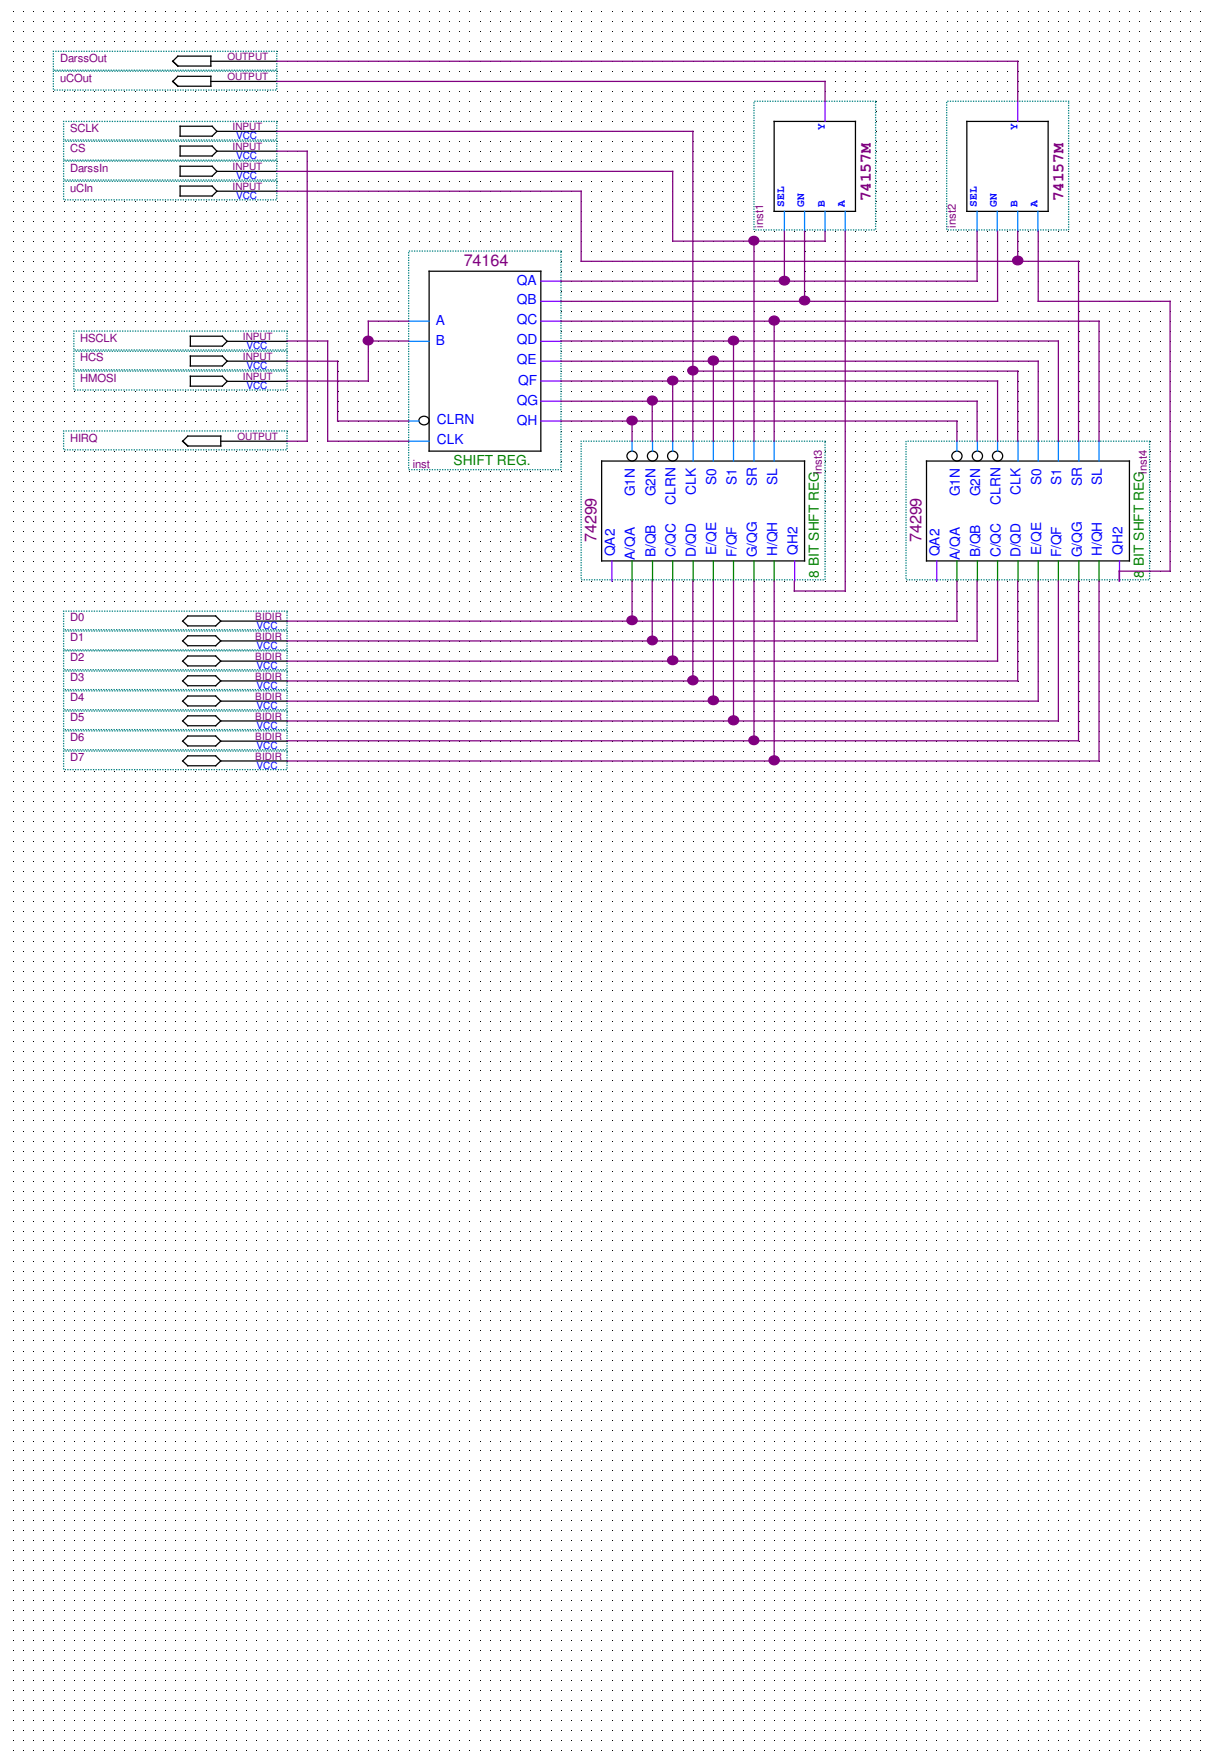 DarssOut OUTPUT
uCOut OUTPUT
SCLK INPUT VCC
CS INPUT VCC
DarssIn INPUT VCC
uCIn INPUT VCC
Y
SEL GN B A
74157M
inst1
Y
SEL GN B A
74157M
inst2
74164
QA
QB
A QC
B QD
QE
QF
QG
CLRN QH
CLK
inst SHIFT REG.
HSCLK INPUT VCC
HCS INPUT VCC
HMOSI INPUT VCC
HIRQ OUTPUT
G1N G2N CLRN CLK S0 S1 SR SL
QA2 A/QA B/QB C/QC D/QD E/QE F/QF G/QG H/QH QH2
74299
8 BIT SHFT REG
inst3
G1N G2N CLRN CLK S0 S1 SR SL
QA2 A/QA B/QB C/QC D/QD E/QE F/QF G/QG H/QH QH2
74299
8 BIT SHFT REG
inst4
D0 BIDIR VCC
D1 BIDIR VCC
D2 BIDIR VCC
D3 BIDIR VCC
D4 BIDIR VCC
D5 BIDIR VCC
D6 BIDIR VCC
D7 BIDIR VCC